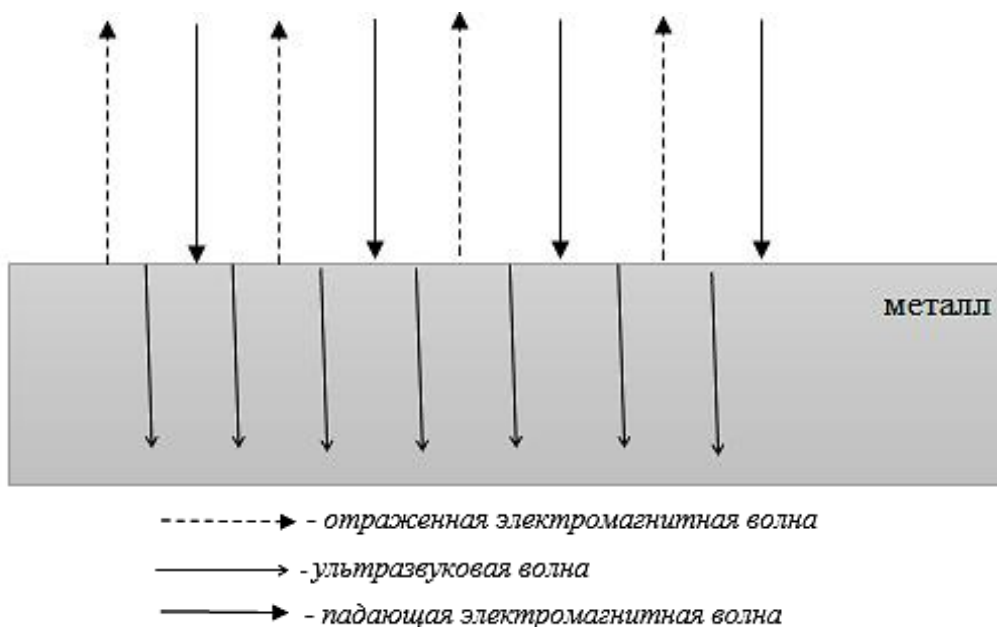 металл
- отраженная электромагнитная волна
- ультразвуковая волна
- падающая электромагнитная волна